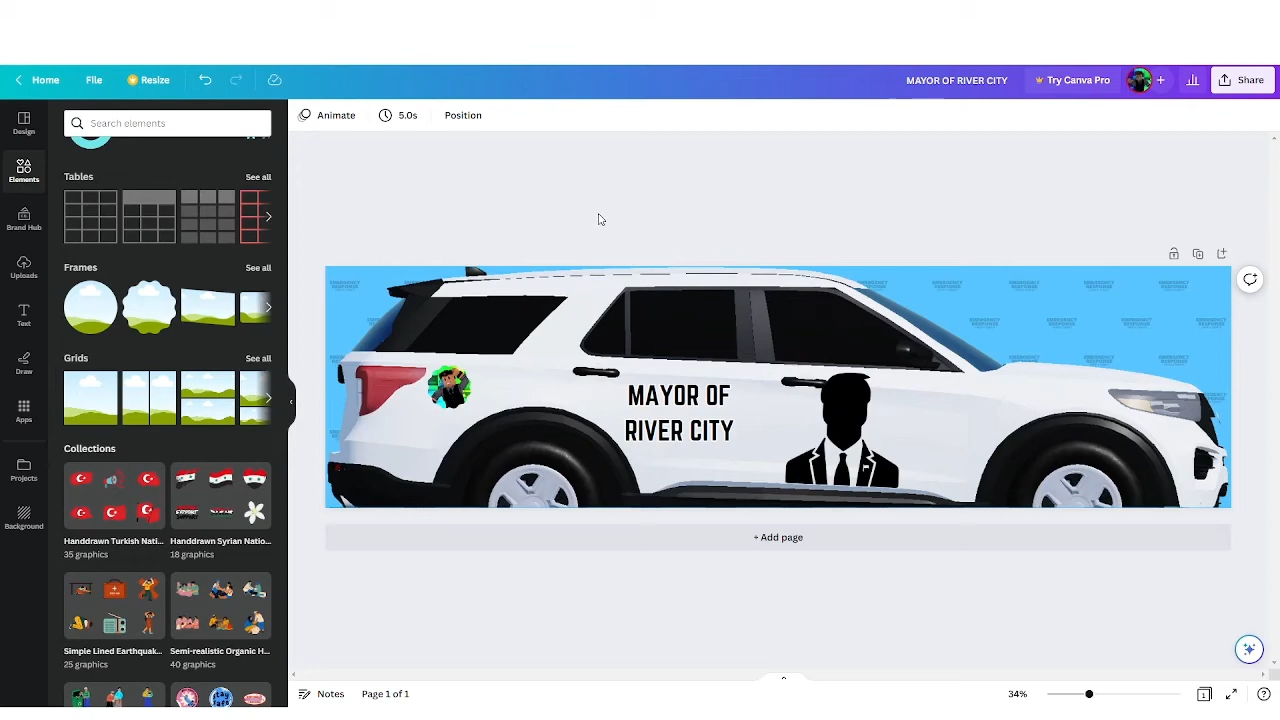 Home
File
Resize
MAYOR OF RIVER CITY
Try Canva Pro
Share
Design
Elements
Brand Hub
Uploads
Text
Draw
Apps
Projects
Background
Search elements
Tables
See all
Frames
See all
Grids
See all
Collections
Handdrawn Turkish Nati...
35 graphics
Handdrawn Syrian Natio...
18 graphics
Simple Lined Earthquak...
25 graphics
Semi-realistic Organic H...
40 graphics
Animate
5.0s
Position
EMERGENCY
RESPONSE
MAYOR OF
RIVER CITY
+ Add page
Notes
Page 1 of 1
34%
1